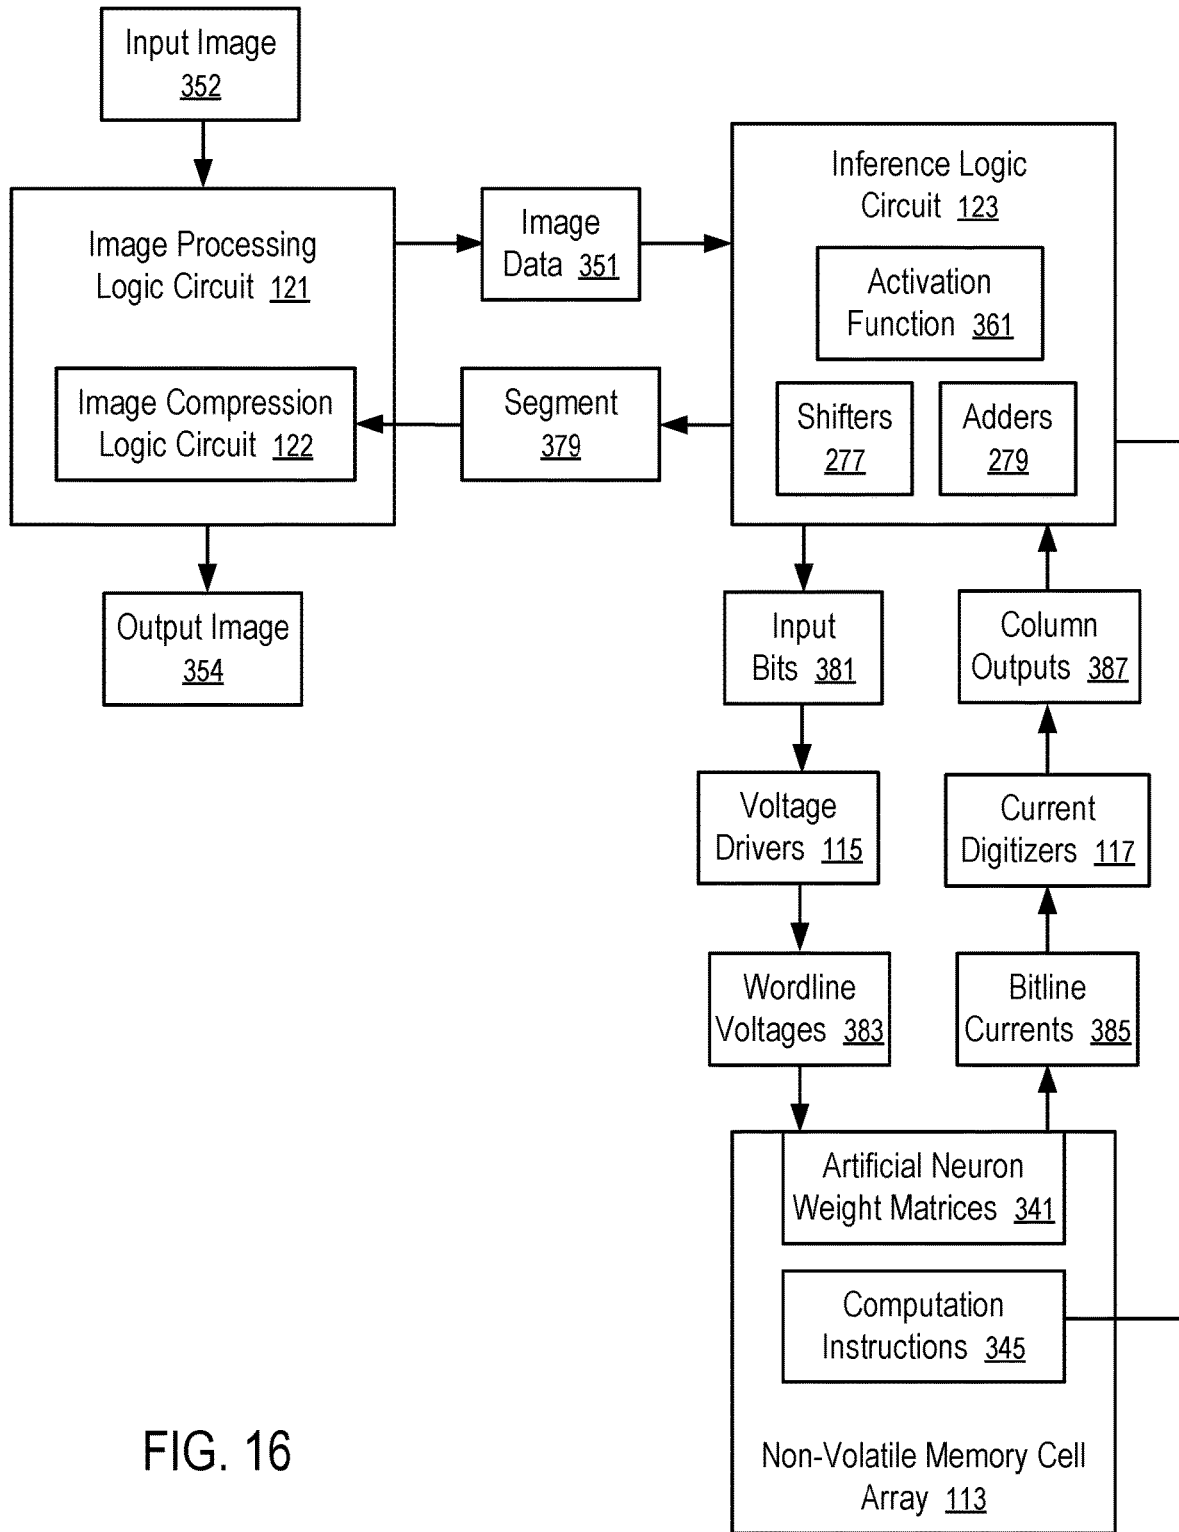 Input Image
352
Image Processing
Logic Circuit 121
Image Compression
Logic Circuit 122
Image
Data 351
Segment
379
Output Image
354
Inference Logic
Circuit 123
Activation
Function 361
Shifters
277
Adders
279
Input
Bits 381
Column
Outputs 387
Voltage
Drivers 115
Current
Digitizers 117
Wordline
Voltages 383
Bitline
Currents 385
Artificial Neuron
Weight Matrices 341
Computation
Instructions 345
Non-Volatile Memory Cell
Array 113
FIG. 16